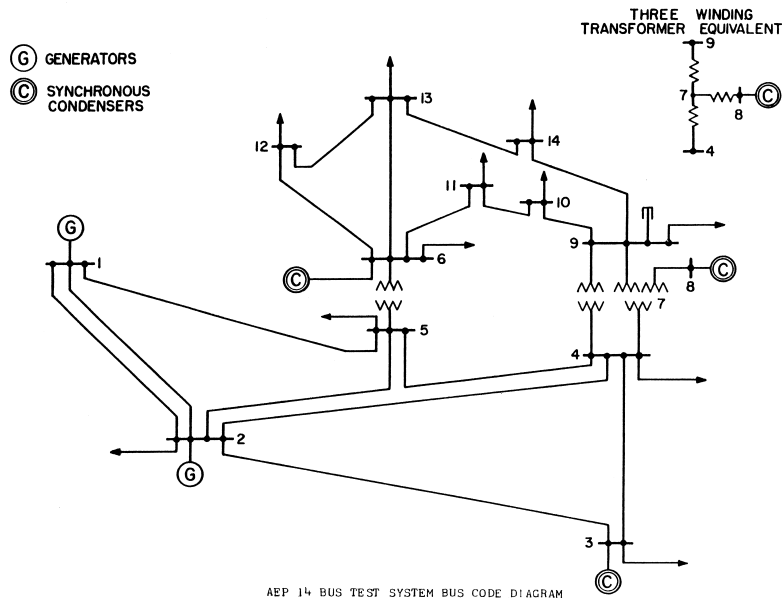 THREE WINDING
TRANSFORMER EQUIVALENT
9
7
C
8
4
G GENERATORS
C SYNCHRONOUS
CONDENSERS
13
12
14
11
10
G
1
9
6
C
C
8
7
5
4
2
G
3
C
AEP 14 BUS TEST SYSTEM BUS CODE DIAGRAM